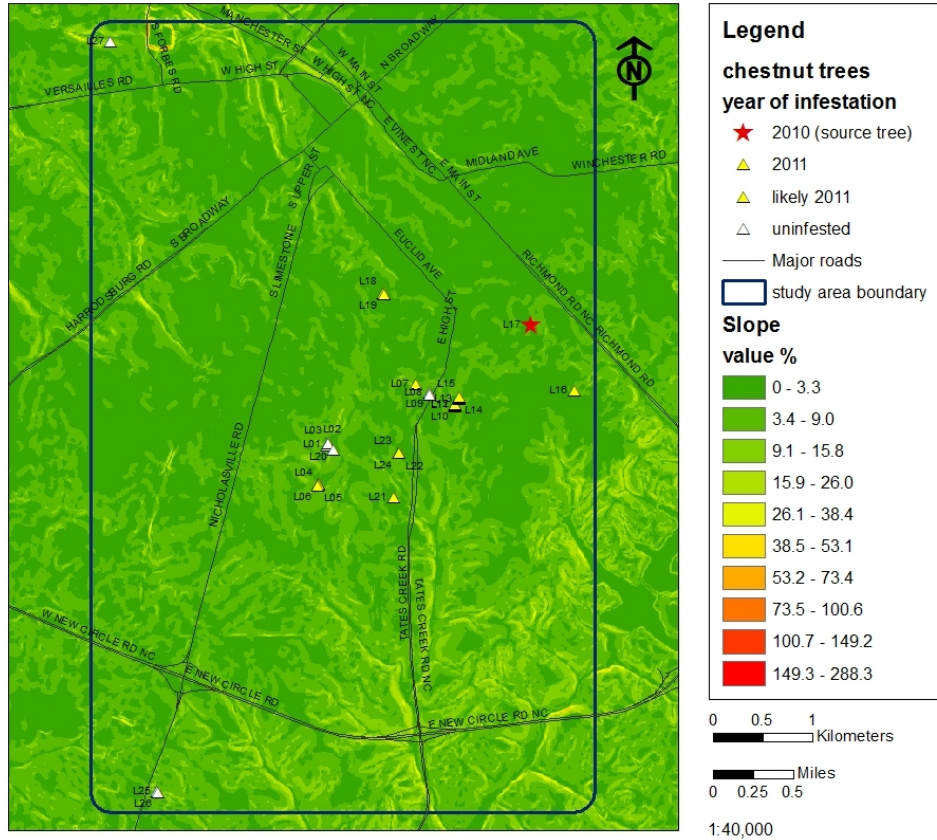 MANCHESTER ST
S FORBES RD
L27
W MAIN ST
N BROADWAY
W HIGH ST
W HIGH ST NC
VERSAILLES RD
E VINE ST NC
E MAIN ST
MIDLAND AVE
WINCHESTER RD
S UPPER ST
S BROADWAY
EUCLID AVE
S LIMESTONE
HARRODSBURG RD
RICHMOND RD NC
RICHMOND RD
L18
L19
E HIGH ST
L17
L07
L15
L08
L13
L16
L09
L12
L14
L10
L03
L02
L01
L23
L20
L24
L22
L04
L06
L05
L21
NICHOLASVILLE RD
TATES CREEK RD
TATES CREEK RD NC
W NEW CIRCLE RD NC
E NEW CIRCLE RD
E NEW CIRCLE RD NC
L25
L26
N
Legend
chestnut trees
year of infestation
2010 (source tree)
2011
likely 2011
uninfested
Major roads
study area boundary
Slope
value %
0 - 3.3
3.4 - 9.0
9.1 - 15.8
15.9 - 26.0
26.1 - 38.4
38.5 - 53.1
53.2 - 73.4
73.5 - 100.6
100.7 - 149.2
149.3 - 288.3
0 0.5 1
Kilometers
Miles
0 0.25 0.5
1:40,000